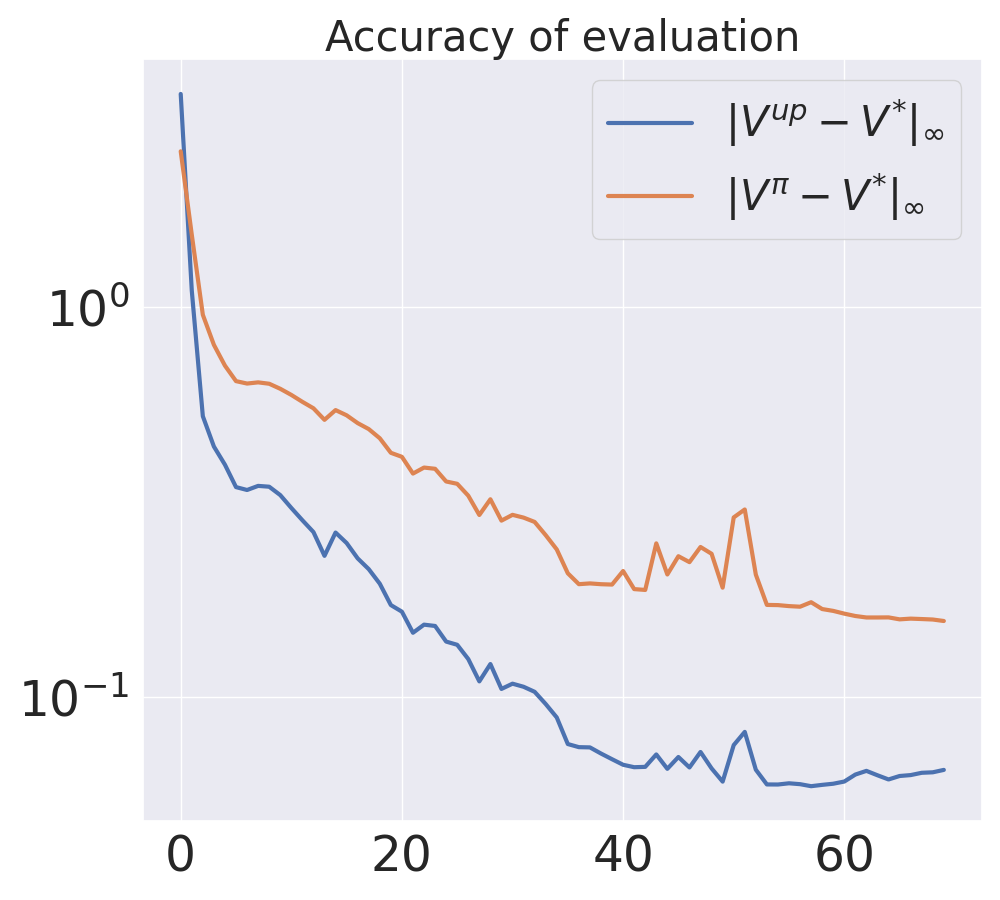 Accuracy of evaluation
|V^{up} − V^*|_∞
|V^π − V^*|_∞
10^0
10^{−1}
0 20 40 60